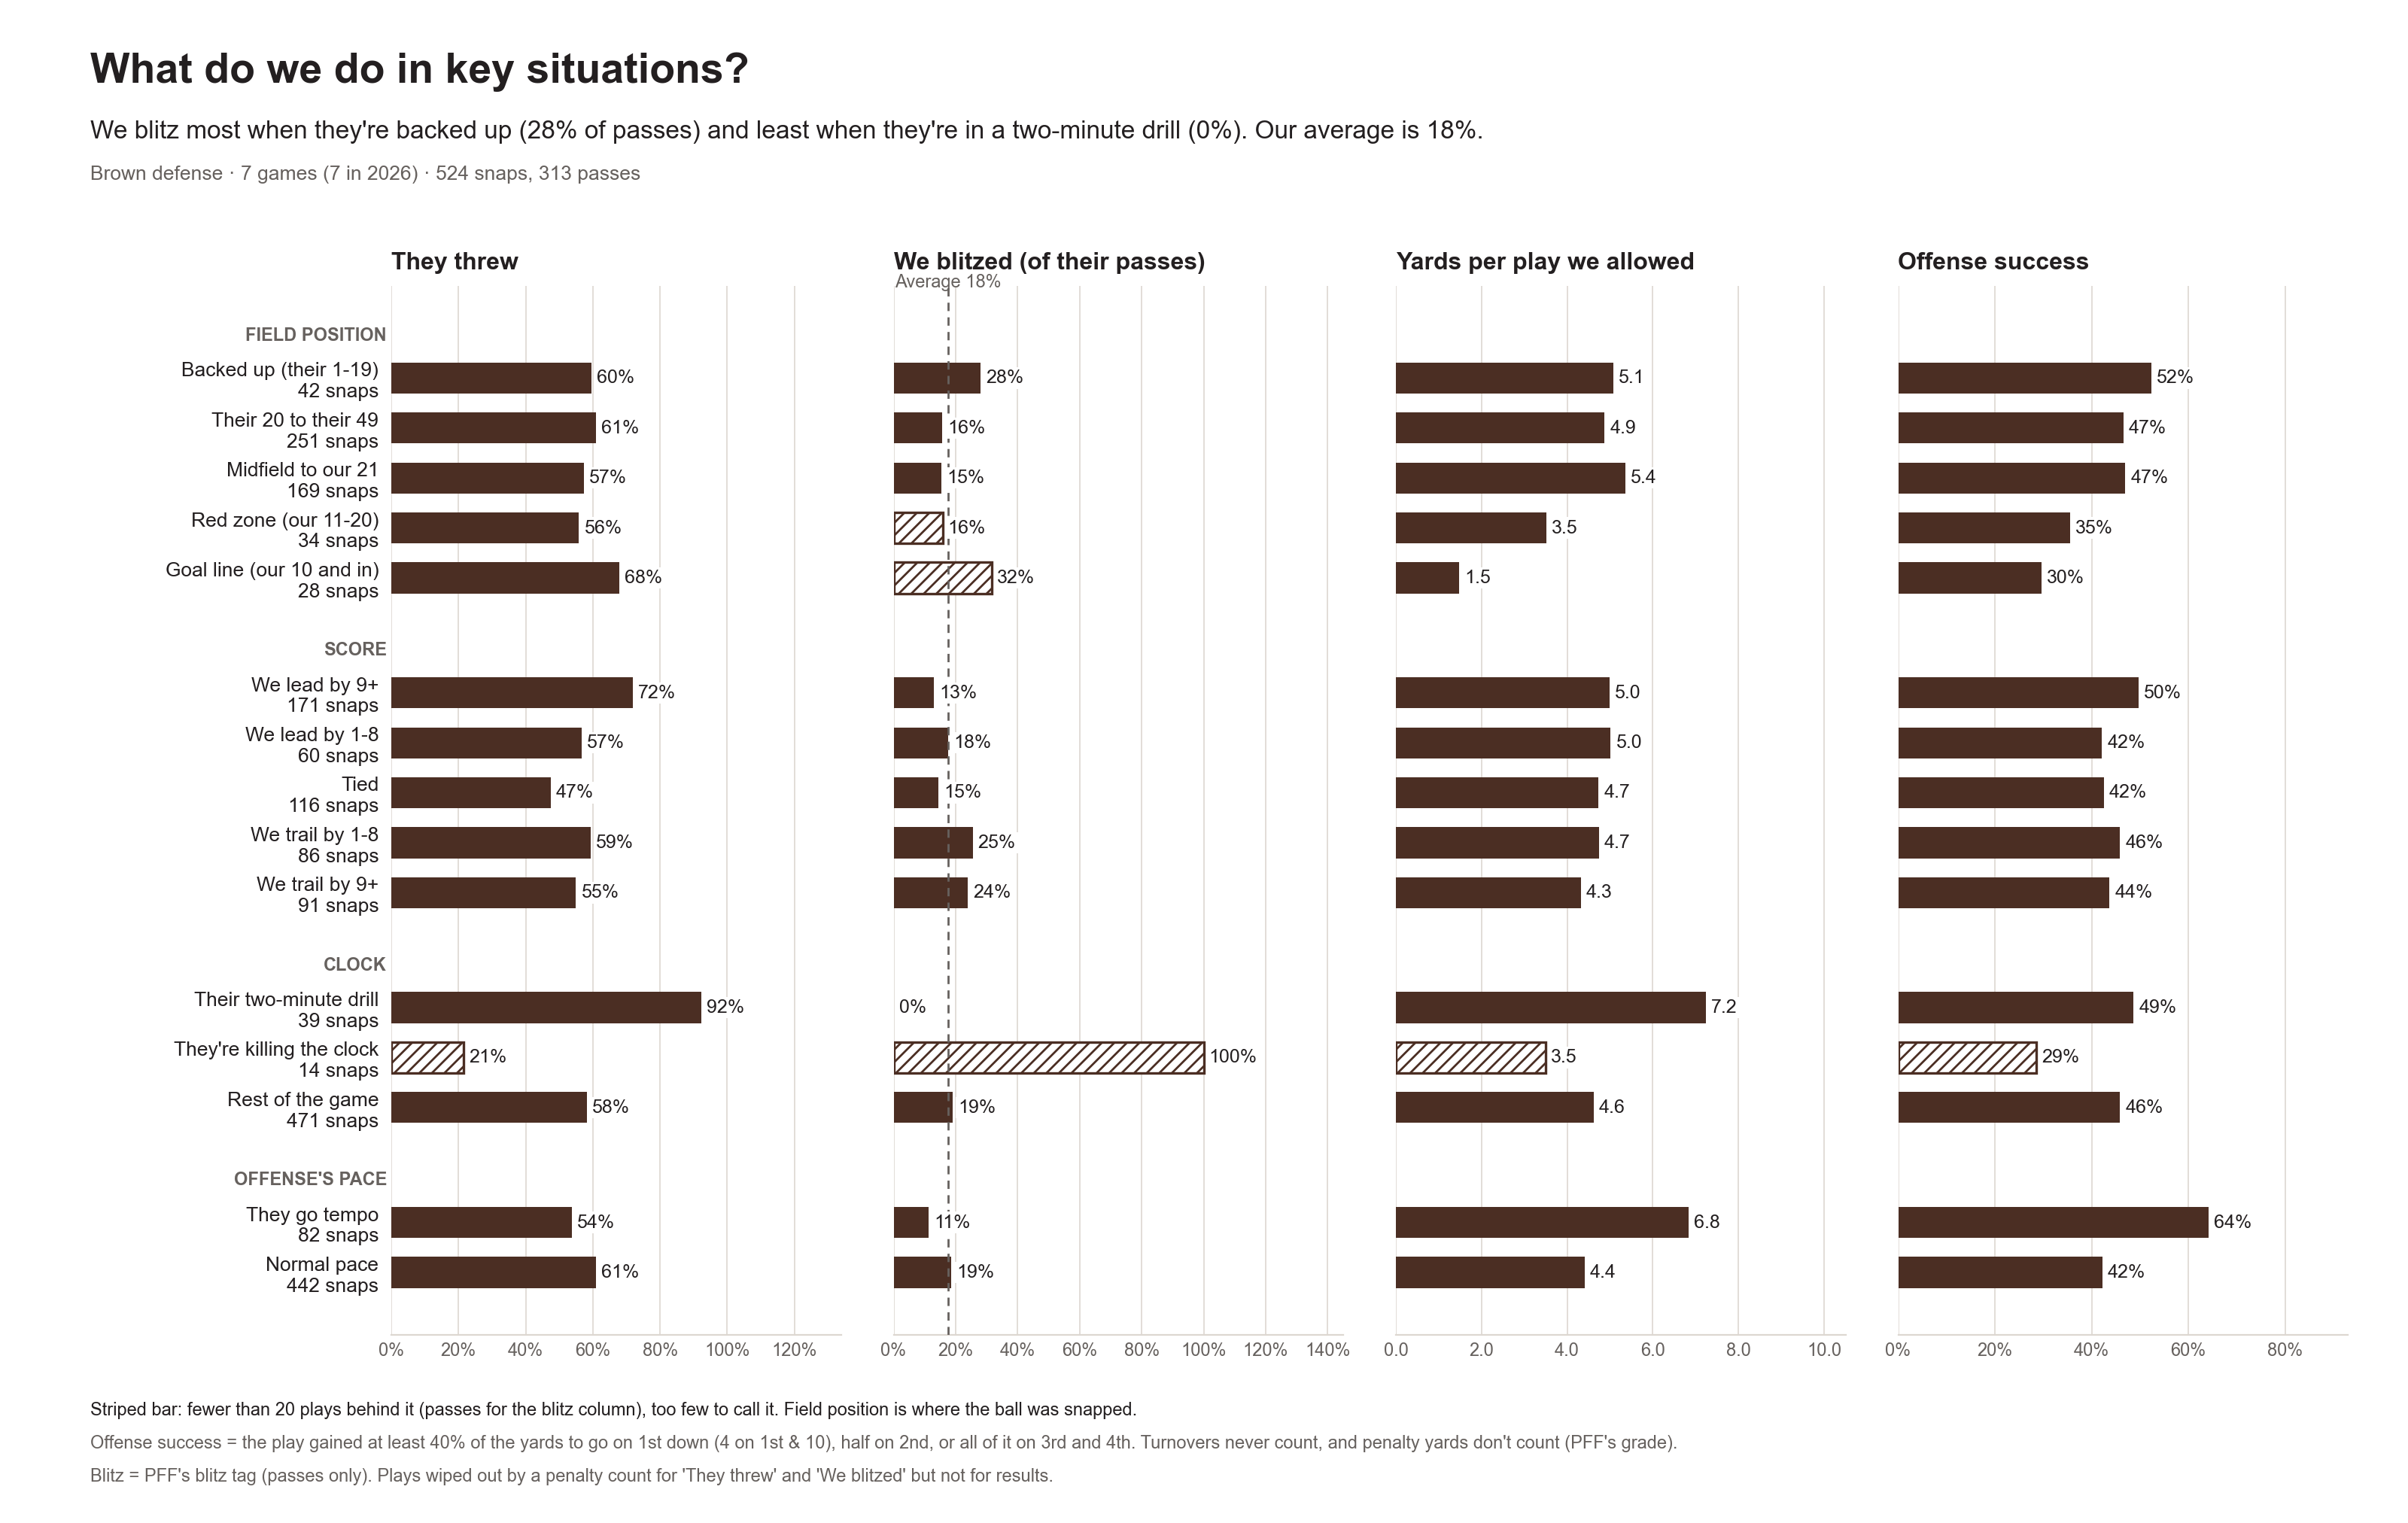 What do we do in key situations?
We blitz most when they're backed up (28% of passes) and least when they're in a two-minute drill (0%). Our average is 18%.
Brown defense · 7 games (7 in 2026) · 524 snaps, 313 passes
They threw
We blitzed (of their passes)
Yards per play we allowed
Offense success
Average 18%
FIELD POSITION
Backed up (their 1-19)
42 snaps
60%
28%
5.1
52%
Their 20 to their 49
251 snaps
61%
16%
4.9
47%
Midfield to our 21
169 snaps
57%
15%
5.4
47%
Red zone (our 11-20)
34 snaps
56%
16%
3.5
35%
Goal line (our 10 and in)
28 snaps
68%
32%
1.5
30%
SCORE
We lead by 9+
171 snaps
72%
13%
5.0
50%
We lead by 1-8
60 snaps
57%
18%
5.0
42%
Tied
116 snaps
47%
15%
4.7
42%
We trail by 1-8
86 snaps
59%
25%
4.7
46%
We trail by 9+
91 snaps
55%
24%
4.3
44%
CLOCK
Their two-minute drill
39 snaps
92%
0%
7.2
49%
They're killing the clock
14 snaps
21%
100%
3.5
29%
Rest of the game
471 snaps
58%
19%
4.6
46%
OFFENSE'S PACE
They go tempo
82 snaps
54%
11%
6.8
64%
Normal pace
442 snaps
61%
19%
4.4
42%
0% 20% 40% 60% 80% 100% 120%
0% 20% 40% 60% 80% 100% 120% 140%
0.0 2.0 4.0 6.0 8.0 10.0
0% 20% 40% 60% 80%
Striped bar: fewer than 20 plays behind it (passes for the blitz column), too few to call it. Field position is where the ball was snapped.
Offense success = the play gained at least 40% of the yards to go on 1st down (4 on 1st & 10), half on 2nd, or all of it on 3rd and 4th. Turnovers never count, and penalty yards don't count (PFF's grade).
Blitz = PFF's blitz tag (passes only). Plays wiped out by a penalty count for 'They threw' and 'We blitzed' but not for results.